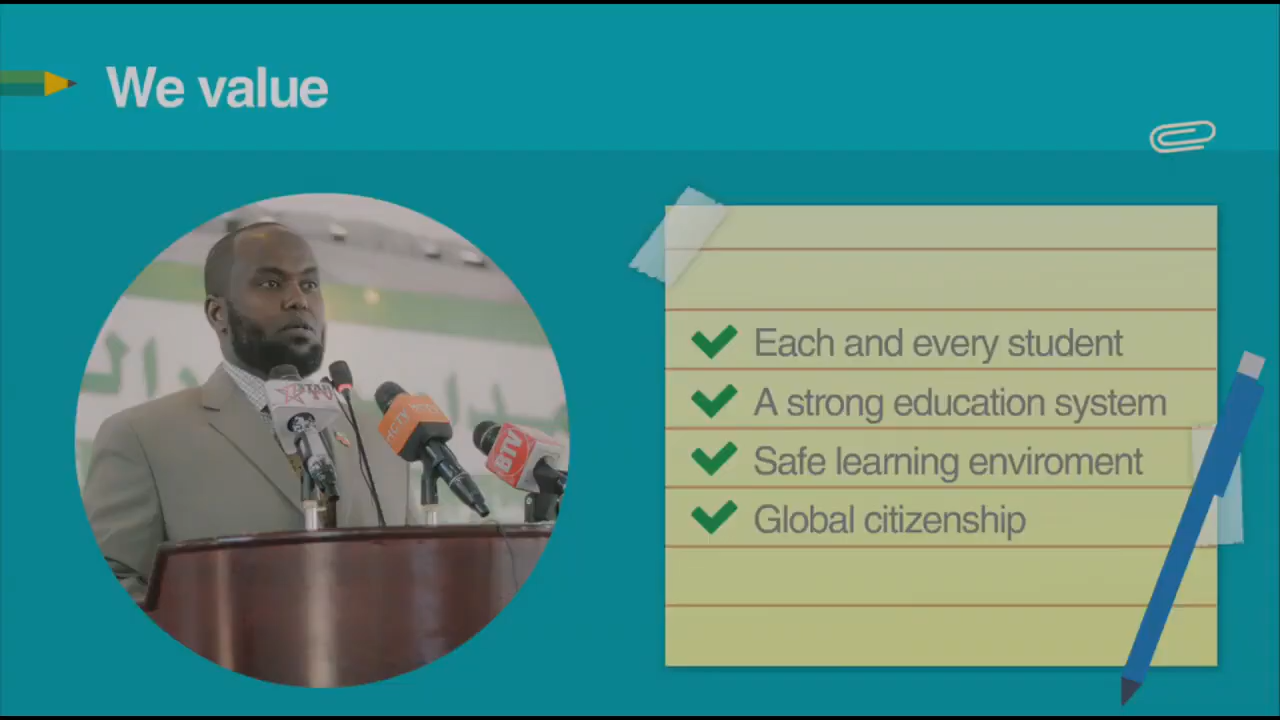 We value
Each and every student
A strong education system
Safe learning enviroment
Global citizenship
BTV